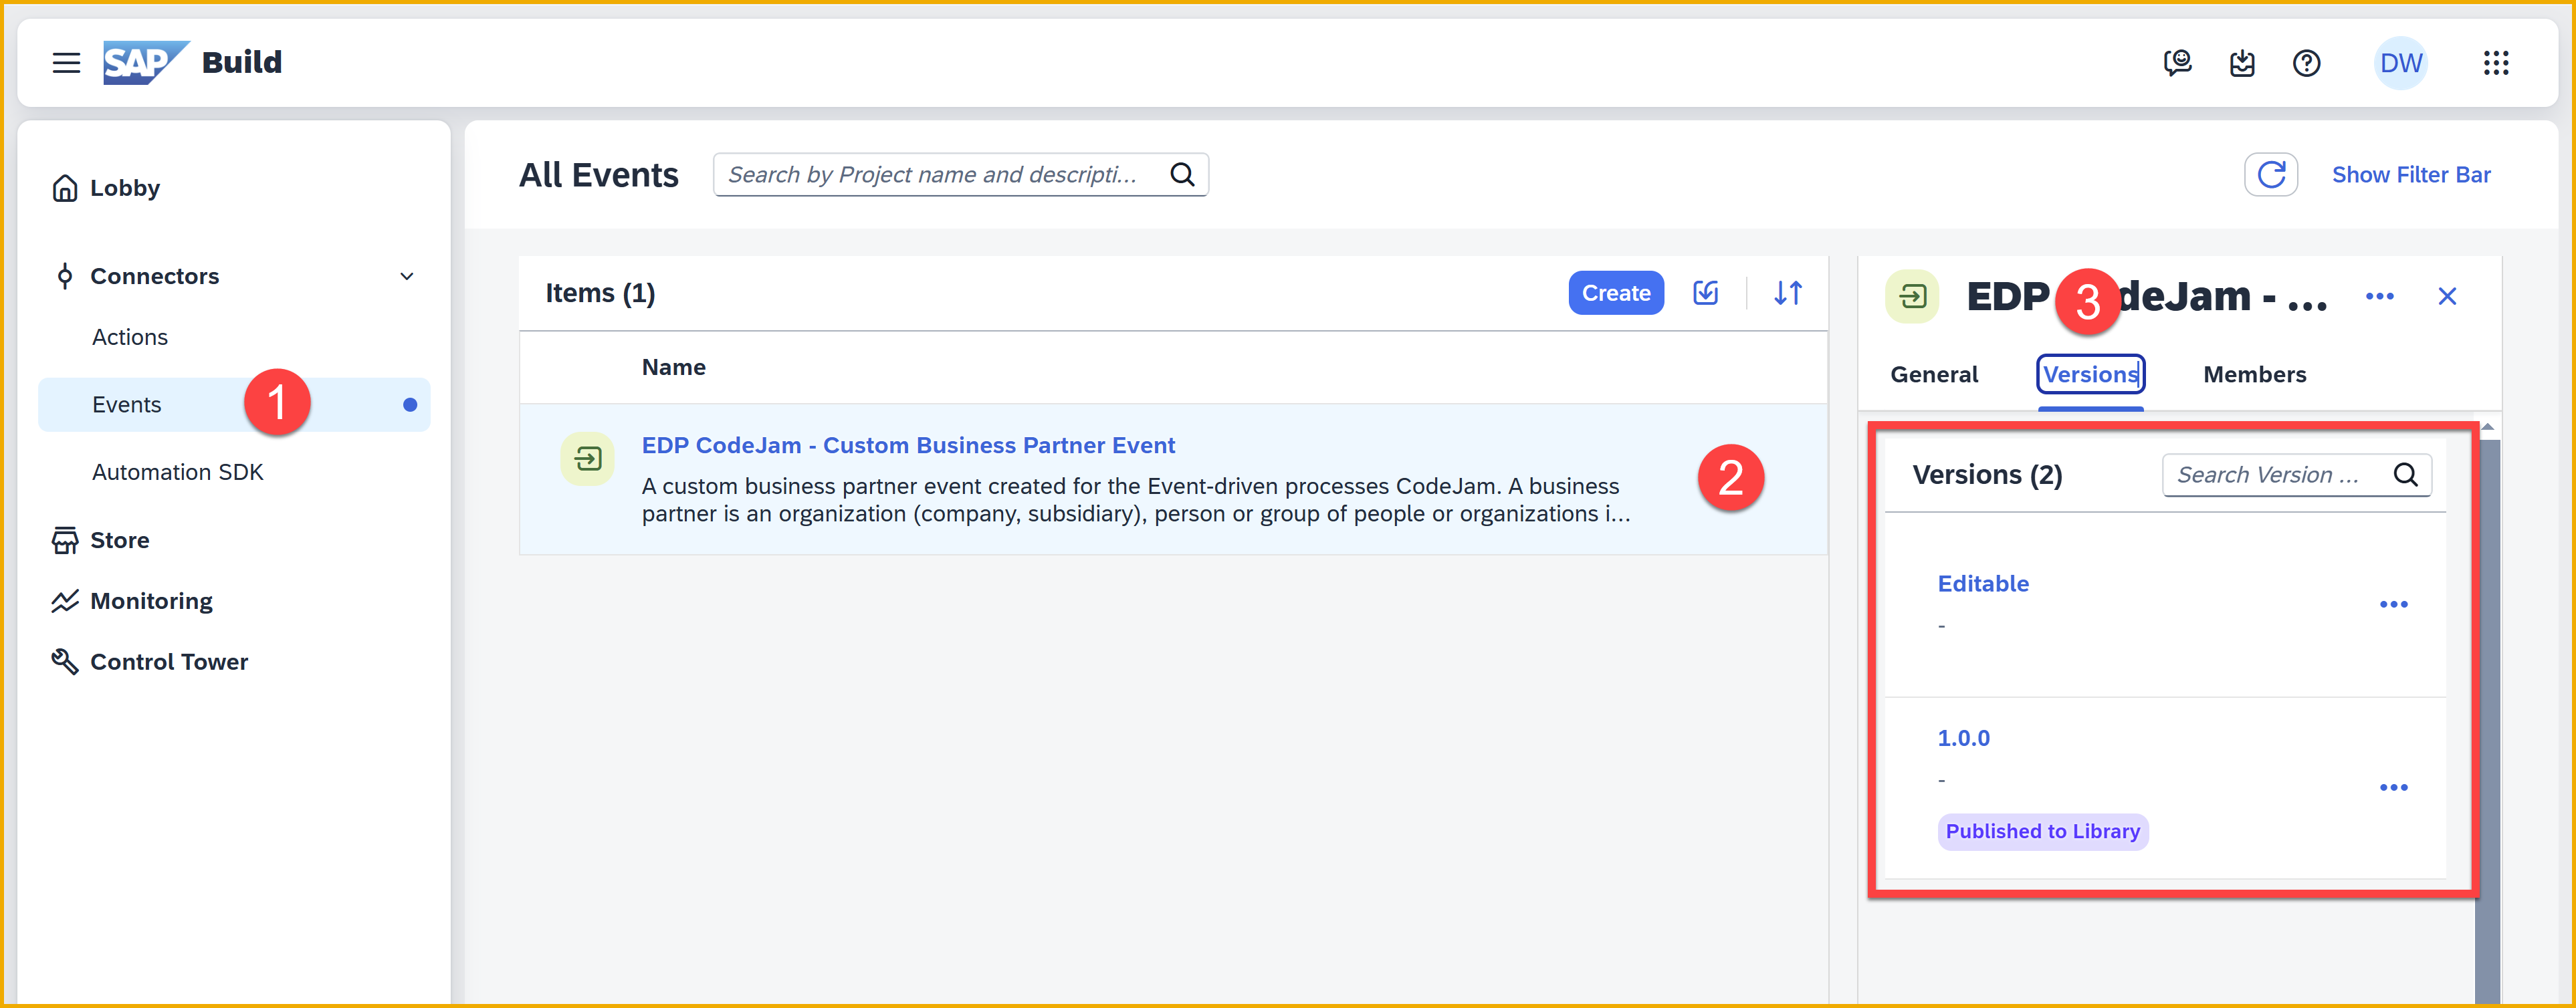 SAP Build
DW
Lobby
Connectors
Actions
Events
1
Automation SDK
Store
Monitoring
Control Tower
All Events
Search by Project name and descripti...
Show Filter Bar
Items (1)
Create
Name
EDP CodeJam - Custom Business Partner Event
A custom business partner event created for the Event-driven processes CodeJam. A business
partner is an organization (company, subsidiary), person or group of people or organizations i...
2
EDP deJam - ...
3
General
Versions
Members
Versions (2)
Search Version ...
Editable
-
1.0.0
-
Published to Library